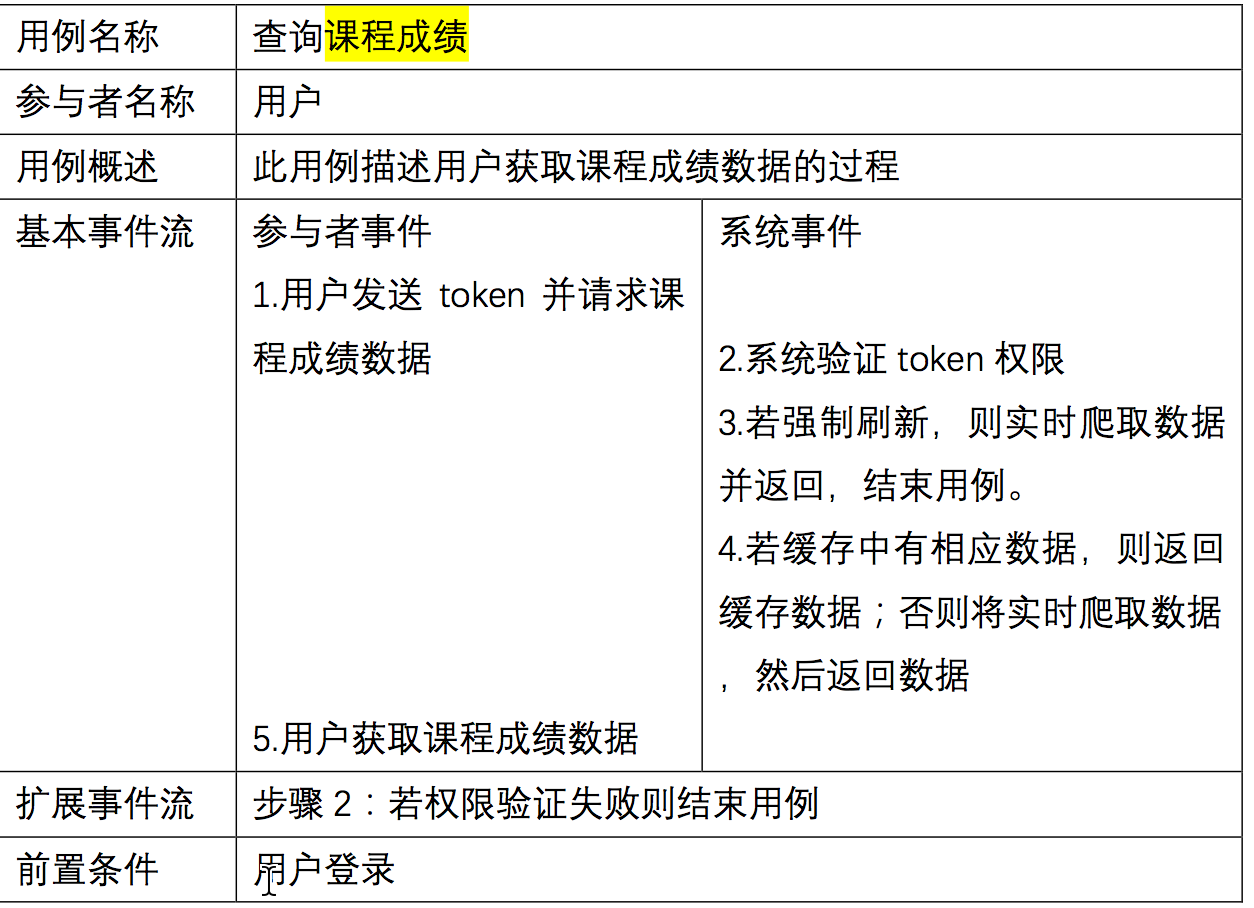 用例名称
查询课程成绩
参与者名称
用户
用例概述
此用例描述用户获取课程成绩数据的过程
基本事件流
参与者事件
1.用户发送 token 并请求课
程成绩数据
5.用户获取课程成绩数据
系统事件
2.系统验证 token 权限
3.若强制刷新，则实时爬取数据
并返回，结束用例。
4.若缓存中有相应数据，则返回
缓存数据；否则将实时爬取数据
，然后返回数据
扩展事件流
步骤 2：若权限验证失败则结束用例
前置条件
用户登录